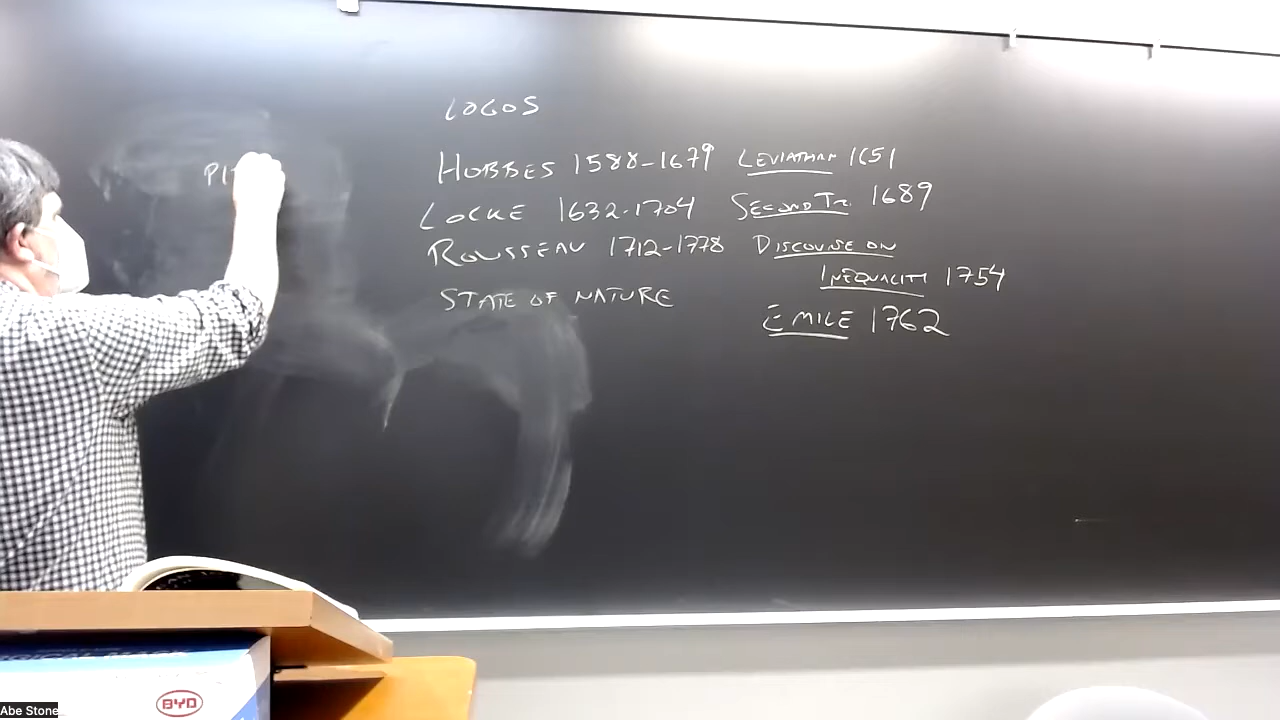 LOGOS
HOBBES 1588-1679 LEVIATHAN 1651
LOCKE 1632-1704 SECOND TR. 1689
ROUSSEAU 1712-1778 DISCOURSE ON
INEQUALITY 1754
STATE OF NATURE
EMILE 1762
PI
BYD
Abe Stone